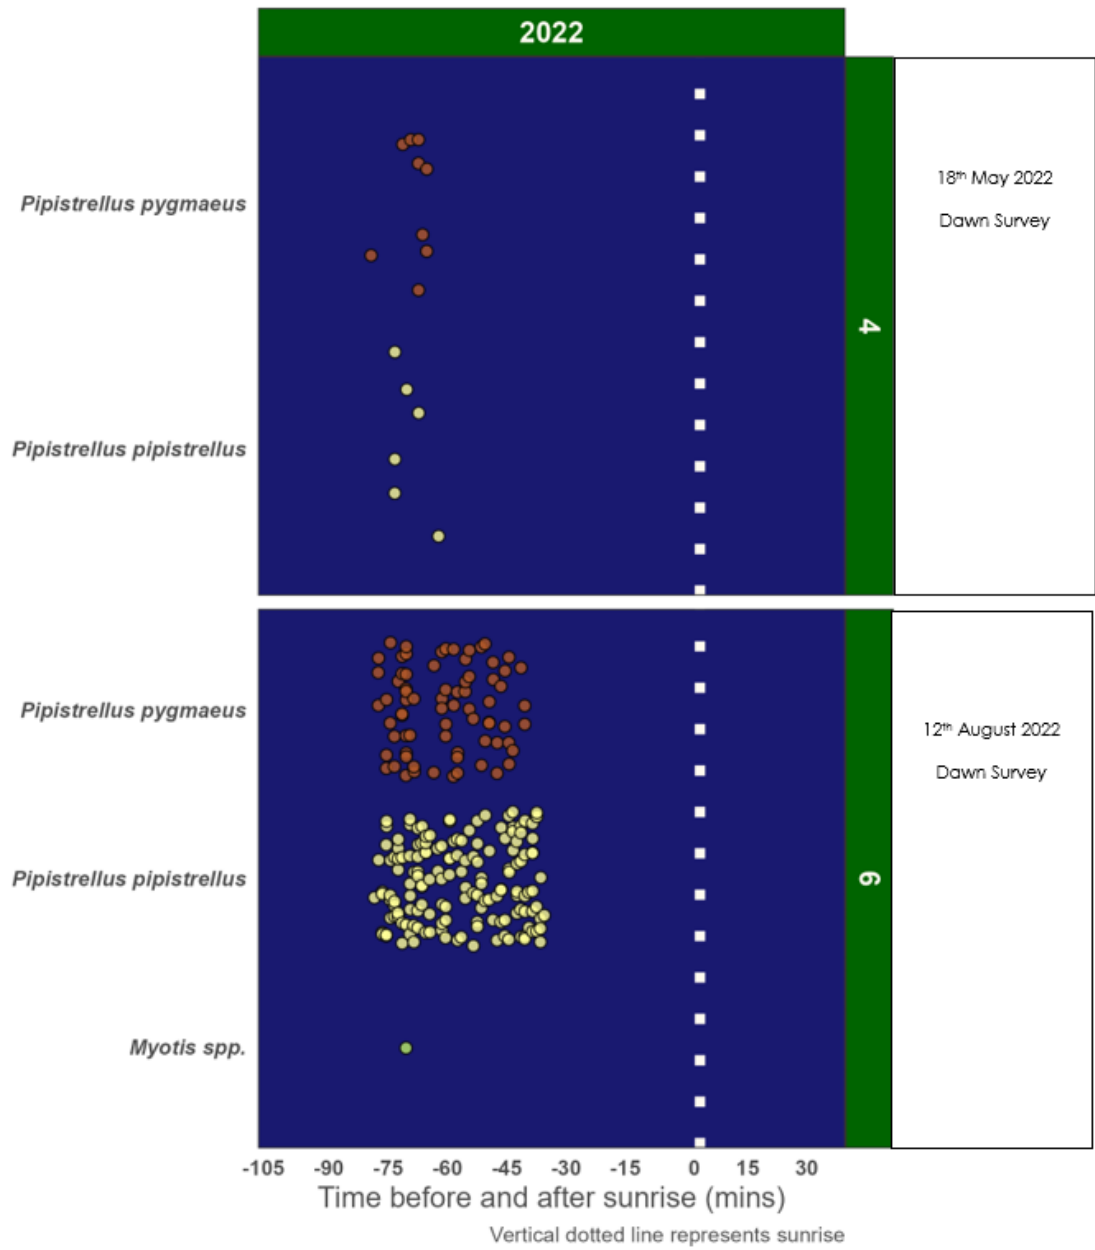 2022
Pipistrellus pygmaeus
Pipistrellus pipistrellus
4
18th May 2022
Dawn Survey
Pipistrellus pygmaeus
Pipistrellus pipistrellus
Myotis spp.
6
12th August 2022
Dawn Survey
-105 -90 -75 -60 -45 -30 -15 0 15 30
Time before and after sunrise (mins)
Vertical dotted line represents sunrise